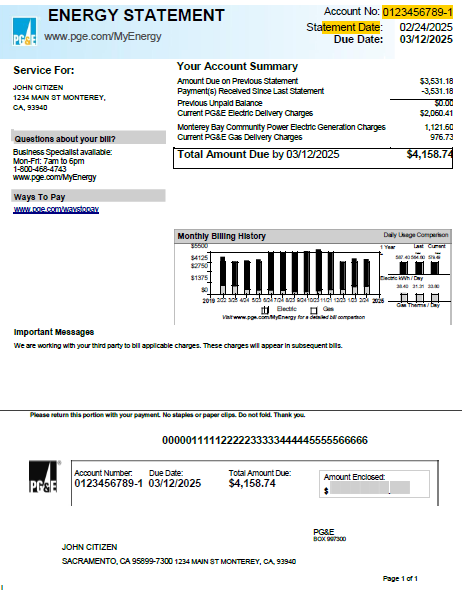 ENERGY STATEMENT
www.pge.com/MyEnergy
Account No: 0123456789-1
Statement Date: 02/24/2025
Due Date: 03/12/2025
PG&E
Service For:
JOHN CITIZEN
1234 MAIN ST MONTEREY,
CA, 93940
Questions about your bill?
Business Specialist available:
Mon-Fri: 7am to 6pm
1-800-468-4743
www.pge.com/MyEnergy
Ways To Pay
www.pge.com/waystopay
Your Account Summary
Amount Due on Previous Statement $3,531.18
Payment(s) Received Since Last Statement -3,531.18
Previous Unpaid Balance $0.00
Current PG&E Electric Delivery Charges $2,060.41
Monterey Bay Community Power Electric Generation Charges 1,121.60
Current PG&E Gas Delivery Charges 976.73
Total Amount Due by 03/12/2025 $4,158.74
Monthly Billing History
Daily Usage Comparison
$5500
$4125
$2750
$1375
$0
2019 2/22 3/25 4/24 5/23 6/24 7/24 8/23 9/23 10/23 11/21 12/23 1/23 2/24 2025
Electric Gas
Visit www.pge.com/MyEnergy for a detailed bill comparison
1 Year Last Current
Electric kWh / Day
38.40 31.31 33.80
Gas Therms / Day
Important Messages
We are working with your third party to bill applicable charges. These charges will appear in subsequent bills.
Please return this portion with your payment. No staples or paper clips. Do not fold. Thank you.
PG&E
Account Number: Due Date: Total Amount Due:
0123456789-1 03/12/2025 $4,158.74
Amount Enclosed:
$ .
PG&E
BOX 997300
JOHN CITIZEN
SACRAMENTO, CA 95899-7300 1234 MAIN ST MONTEREY, CA, 93940
Page 1 of 1